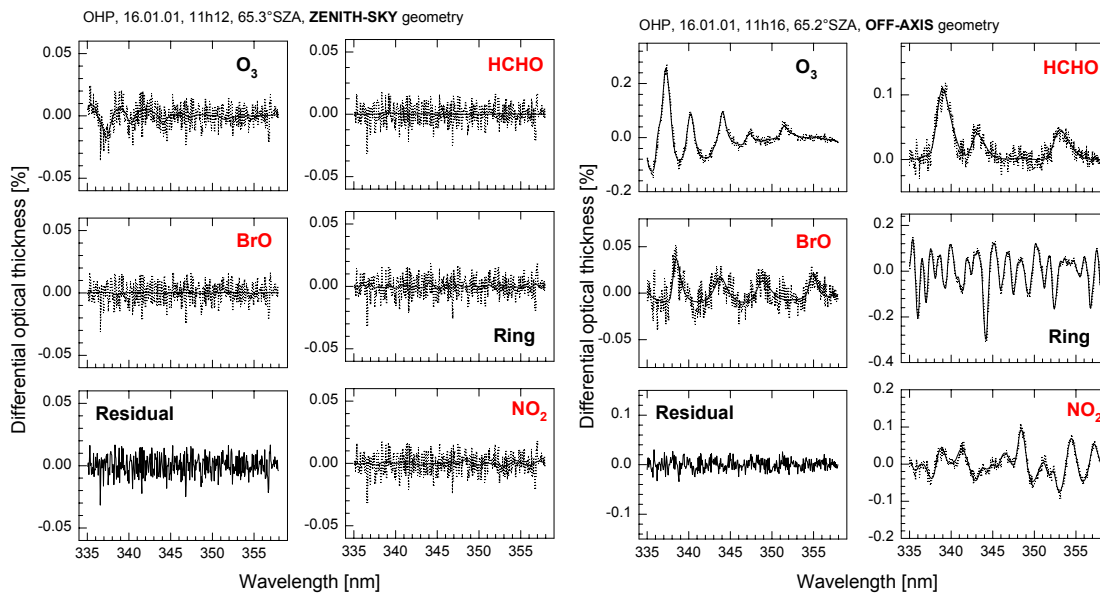 OHP, 16.01.01, 11h12, 65.3°SZA, ZENITH-SKY geometry
Differential optical thickness [%]
0.05
0.00
-0.05
O3
0.05
0.00
-0.05
HCHO
0.05
0.00
-0.05
BrO
0.05
0.00
-0.05
Ring
0.05
0.00
-0.05
Residual
0.05
0.00
-0.05
NO2
335 340 345 350 355
335 340 345 350 355
Wavelength [nm]
OHP, 16.01.01, 11h16, 65.2°SZA, OFF-AXIS geometry
Differential optical thickness [%]
0.2
0.0
-0.2
O3
0.1
0.0
HCHO
0.05
0.00
-0.05
BrO
0.2
0.0
-0.2
-0.4
Ring
0.1
0.0
-0.1
Residual
0.2
0.1
0.0
-0.1
-0.2
NO2
335 340 345 350 355
335 340 345 350 355
Wavelength [nm]